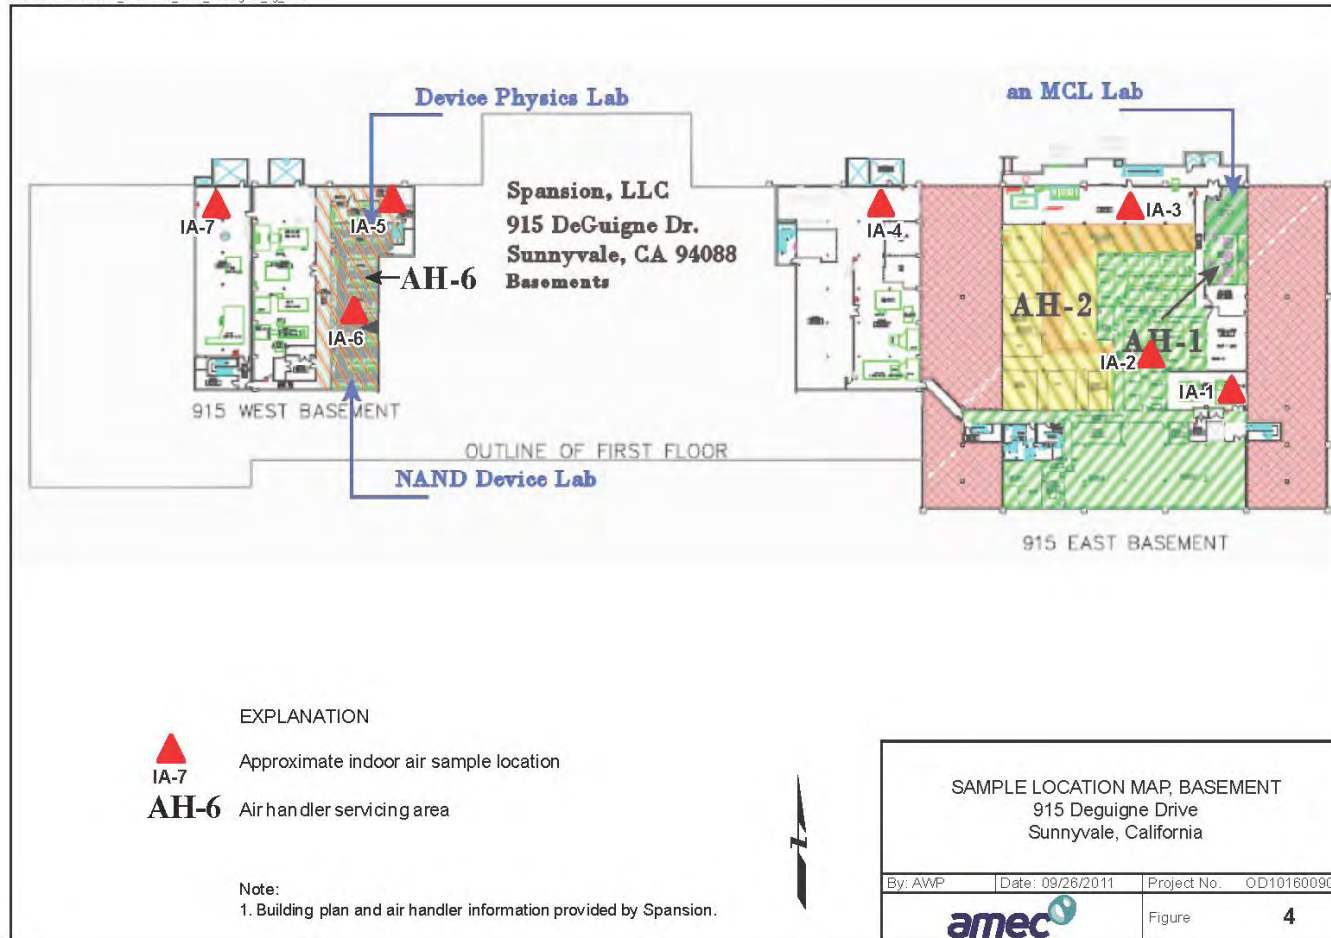 Device Physics Lab
an MCL Lab
Spansion, LLC
915 DeGuigne Dr.
Sunnyvale, CA 94088
Basements
IA-7
IA-5
IA-4
IA-3
AH-6
IA-6
AH-2
AH-1
IA-2
IA-1
915 WEST BASEMENT
OUTLINE OF FIRST FLOOR
NAND Device Lab
915 EAST BASEMENT
EXPLANATION
IA-7
Approximate indoor air sample location
AH-6
Air handler servicing area
Note:
1. Building plan and air handler information provided by Spansion.
SAMPLE LOCATION MAP, BASEMENT
915 Deguigne Drive
Sunnyvale, California
By: AWP Date: 09/26/2011 Project No. OD10160090
amec
Figure 4